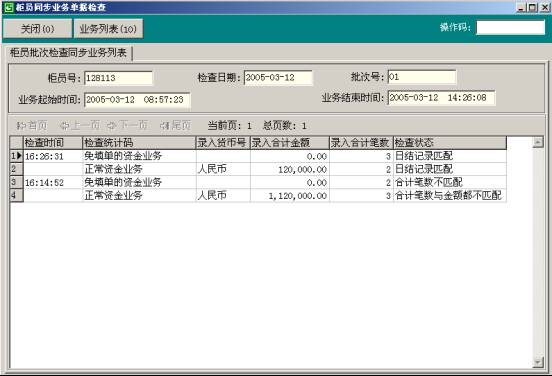 柜员同步业务单据检查
关闭(0) 业务列表(10) 操作码:
柜员批次检查同步业务列表
柜员号: 128113 检查日期: 2005-03-12 批次号: 01
业务起始时间: 2005-03-12 08:57:23 业务结束时间: 2005-03-12 14:26:08
首页 上一页 下一页 尾页 当前页: 1 总页数: 1
检查时间 检查统计码 录入货币号 录入合计金额 录入合计笔数 检查状态
1 16:26:31 免填单的资金业务 0.00 3 日结记录匹配
2 正常资金业务 人民币 120,000.00 2 日结记录匹配
3 16:14:52 免填单的资金业务 0.00 2 合计笔数不匹配
4 正常资金业务 人民币 1,120,000.00 3 合计笔数与金额都不匹配